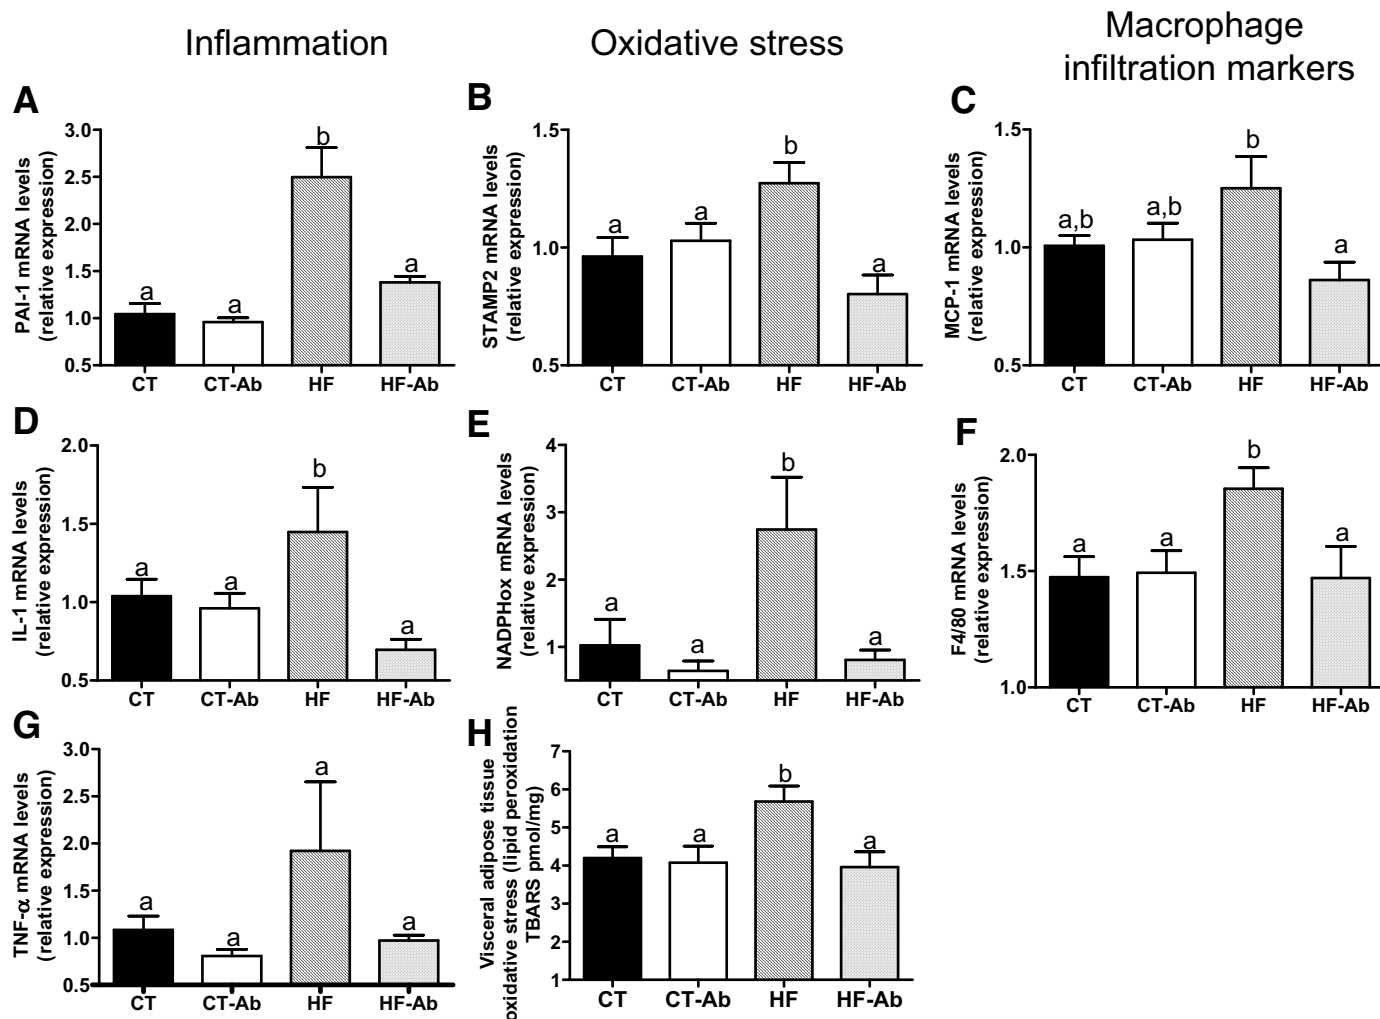 Inflammation
Oxidative stress
Macrophage
infiltration markers
A
PAI-1 mRNA levels
(relative expression)
3.0
2.5
2.0
1.5
1.0
0.5
a
a
b
a
CT
CT-Ab
HF
HF-Ab
B
STAMP2 mRNA levels
(relative expression)
1.5
1.0
0.5
a
a
b
a
CT
CT-Ab
HF
HF-Ab
C
MCP-1 mRNA levels
(relative expression)
1.5
1.0
0.5
a,b
a,b
b
a
CT
CT-Ab
HF
HF-Ab
D
IL-1 mRNA levels
(relative expression)
2.0
1.5
1.0
0.5
a
a
b
a
CT
CT-Ab
HF
HF-Ab
E
NADPHox mRNA levels
(relative expression)
4
3
2
1
a
a
b
a
CT
CT-Ab
HF
HF-Ab
F
F4/80 mRNA levels
(relative expression)
2.0
1.5
1.0
a
a
b
a
CT
CT-Ab
HF
HF-Ab
G
TNF-α mRNA levels
(relative expression)
3.0
2.5
2.0
1.5
1.0
0.5
a
a
a
a
CT
CT-Ab
HF
HF-Ab
H
Visceral adipose tissue
oxidative stress (lipid peroxidation
TBARS pmol/mg)
7
6
5
4
3
2
1
a
a
b
a
CT
CT-Ab
HF
HF-Ab